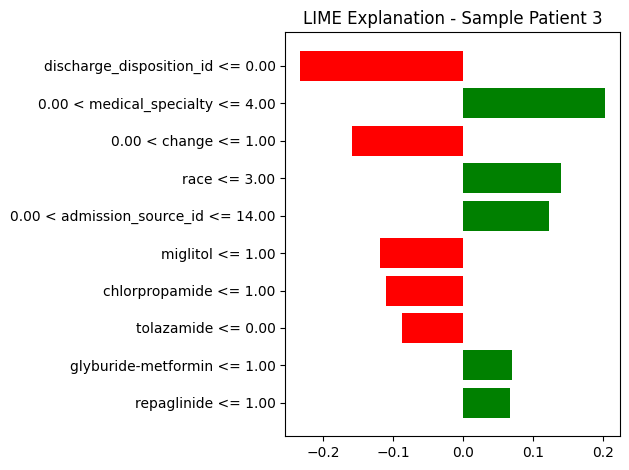 LIME Explanation - Sample Patient 3
discharge_disposition_id <= 0.00
0.00 < medical_specialty <= 4.00
0.00 < change <= 1.00
race <= 3.00
0.00 < admission_source_id <= 14.00
miglitol <= 1.00
chlorpropamide <= 1.00
tolazamide <= 0.00
glyburide-metformin <= 1.00
repaglinide <= 1.00
−0.2 −0.1 0.0 0.1 0.2